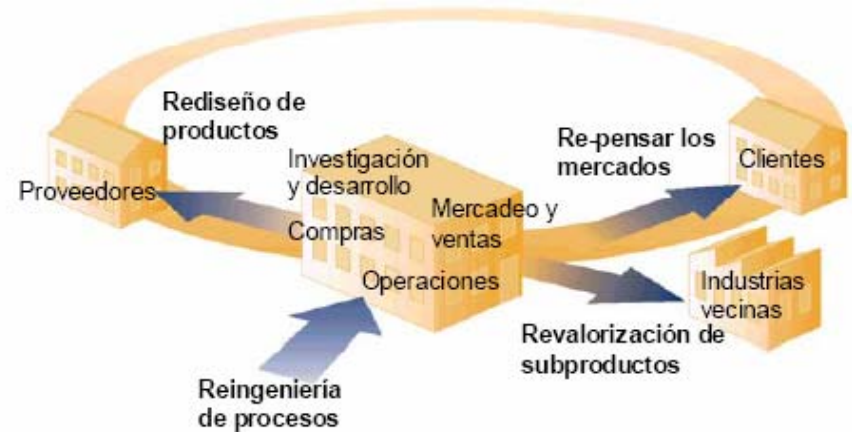 Rediseño de
productos
Re-pensar los
mercados
Clientes
Investigación
y desarrollo
Proveedores
Compras
Mercadeo y
ventas
Operaciones
Industrias
vecinas
Revalorización de
subproductos
Reingeniería
de procesos